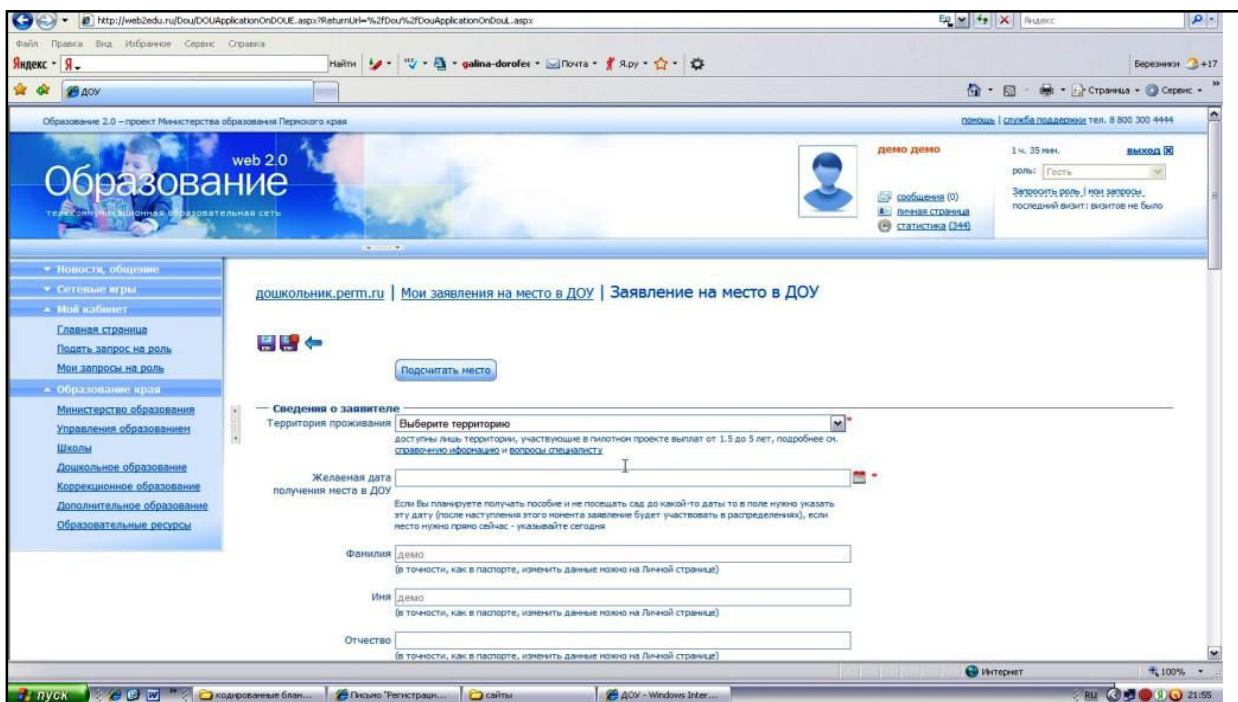 http://web2edu.ru/Dou/DOUApplicationOnDOUE.aspx?ReturnUrl=%2fDou%2fDouApplicationOnDouL.aspx
Яндекс
Файл Правка Вид Избранное Сервис Справка
Яндекс Я Найти galina-dorofee Почта Я.ру Березники +17
ДОУ Страница Сервис
Образование 2.0 – проект Министерства образования Пермского края помощь | служба поддержки тел. 8 800 300 4444
web 2.0
Образование
телекоммуникационная образовательная сеть
демо демо
сообщения (0)
личная страница
статистика (344)
1 ч. 35 мин. выход
роль: Гость
Запросить роль | мои запросы
последний визит: визитов не было
Новости, общение
Сетевые игры
Мой кабинет
Главная страница
Подать запрос на роль
Мои запросы на роль
Образование края
Министерство образования
Управления образованием
Школы
Дошкольное образование
Коррекционное образование
Дополнительное образование
Образовательные ресурсы
дошкольник.perm.ru | Мои заявления на место в ДОУ | Заявление на место в ДОУ
Подсчитать место
Сведения о заявителе
Территория проживания Выберите территорию *
доступны лишь территории, участвующие в пилотном проекте выплат от 1.5 до 5 лет, подробнее см.
справочную иформацию и вопросы специалисту
Желаемая дата получения места в ДОУ *
Если Вы планируете получать пособие и не посещать сад до какой-то даты то в поле нужно указать
эту дату (после наступления этого момента заявление будет участвовать в распределениях), если
место нужно прямо сейчас - указывайте сегодня
Фамилия демо
(в точности, как в паспорте, изменить данные можно на Личной странице)
Имя демо
(в точности, как в паспорте, изменить данные можно на Личной странице)
Отчество
(в точности, как в паспорте, изменить данные можно на Личной странице)
Интернет 100%
пуск кодированные блан... Письмо "Регистраци... сайты ДОУ - Windows Inter... RU 21:55